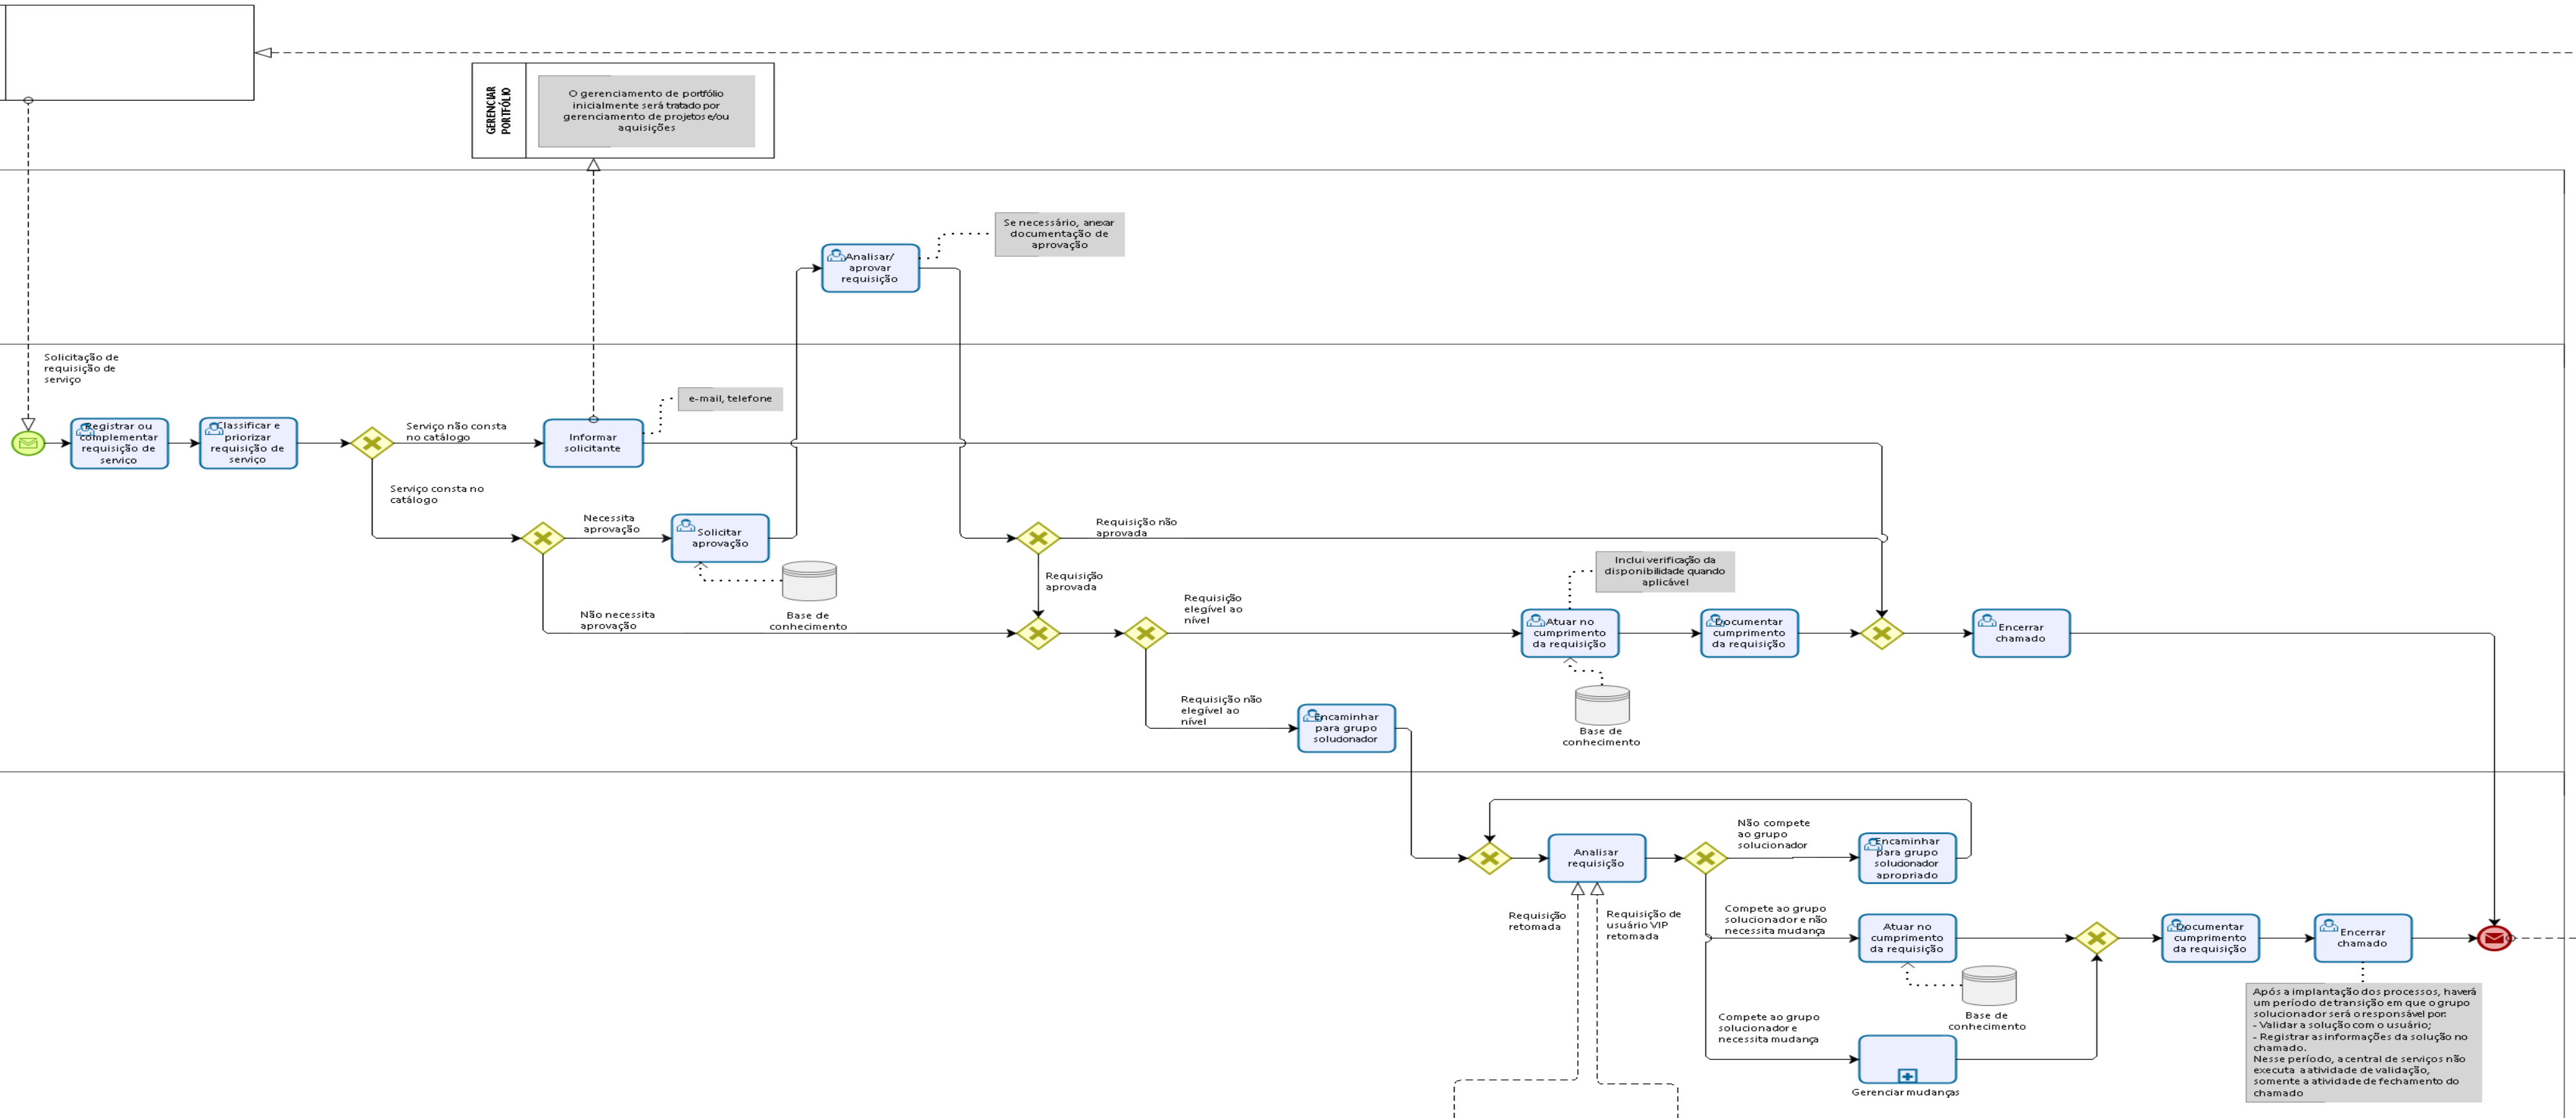 GERENCIAR
PORTFÓLIO
O gerenciamento de portfólio
inicialmente será tratado por
gerenciamento de projetos e/ou
aquisições
Se necessário, anexar
documentação de
aprovação
Analisar/
aprovar
requisição
Solicitação de
requisição de
serviço
e-mail, telefone
Registrar ou
complementar
requisição de
serviço
Classificar e
priorizar
requisição de
serviço
Serviço não consta
no catálogo
Informar
solicitante
Serviço consta no
catálogo
Necessita
aprovação
Solicitar
aprovação
Requisição não
aprovada
Base de
conhecimento
Requisição
aprovada
Inclui verificação da
disponibilidade quando
aplicável
Não necessita
aprovação
Requisição
elegível ao
nível
Atuar no
cumprimento
da requisição
Documentar
cumprimento
da requisição
Encerrar
chamado
Requisição não
elegível ao
nível
Encaminhar
para grupo
solucionador
Base de
conhecimento
Não compete
ao grupo
solucionador
Analisar
requisição
Encaminhar
para grupo
solucionador
apropriado
Requisição
retomada
Requisição de
usuário VIP
retomada
Compete ao grupo
solucionador e não
necessita mudança
Atuar no
cumprimento
da requisição
Documentar
cumprimento
da requisição
Encerrar
chamado
Base de
conhecimento
Compete ao grupo
solucionador e
necessita mudança
Gerenciar mudanças
Após a implantação dos processos, haverá
um período de transição em que o grupo
solucionador será o responsável por:
- Validar a solução com o usuário;
- Registrar as informações da solução no
chamado.
Nesse período, a central de serviços não
executa a atividade de validação,
somente a atividade de fechamento do
chamado